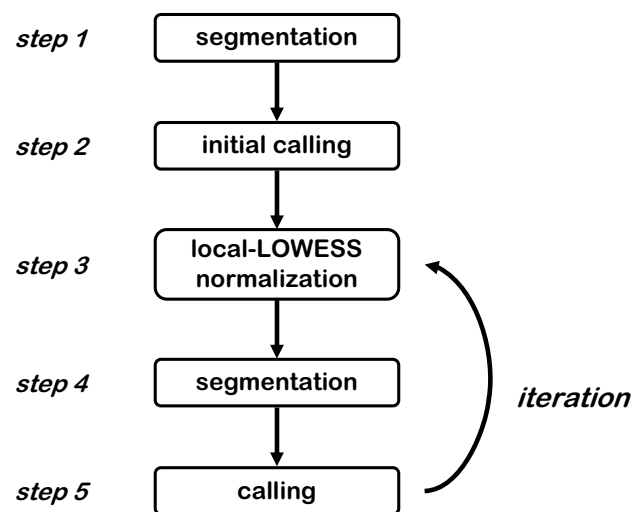 step 1
segmentation
step 2
initial calling
step 3
local-LOWESS
normalization
step 4
segmentation
iteration
step 5
calling